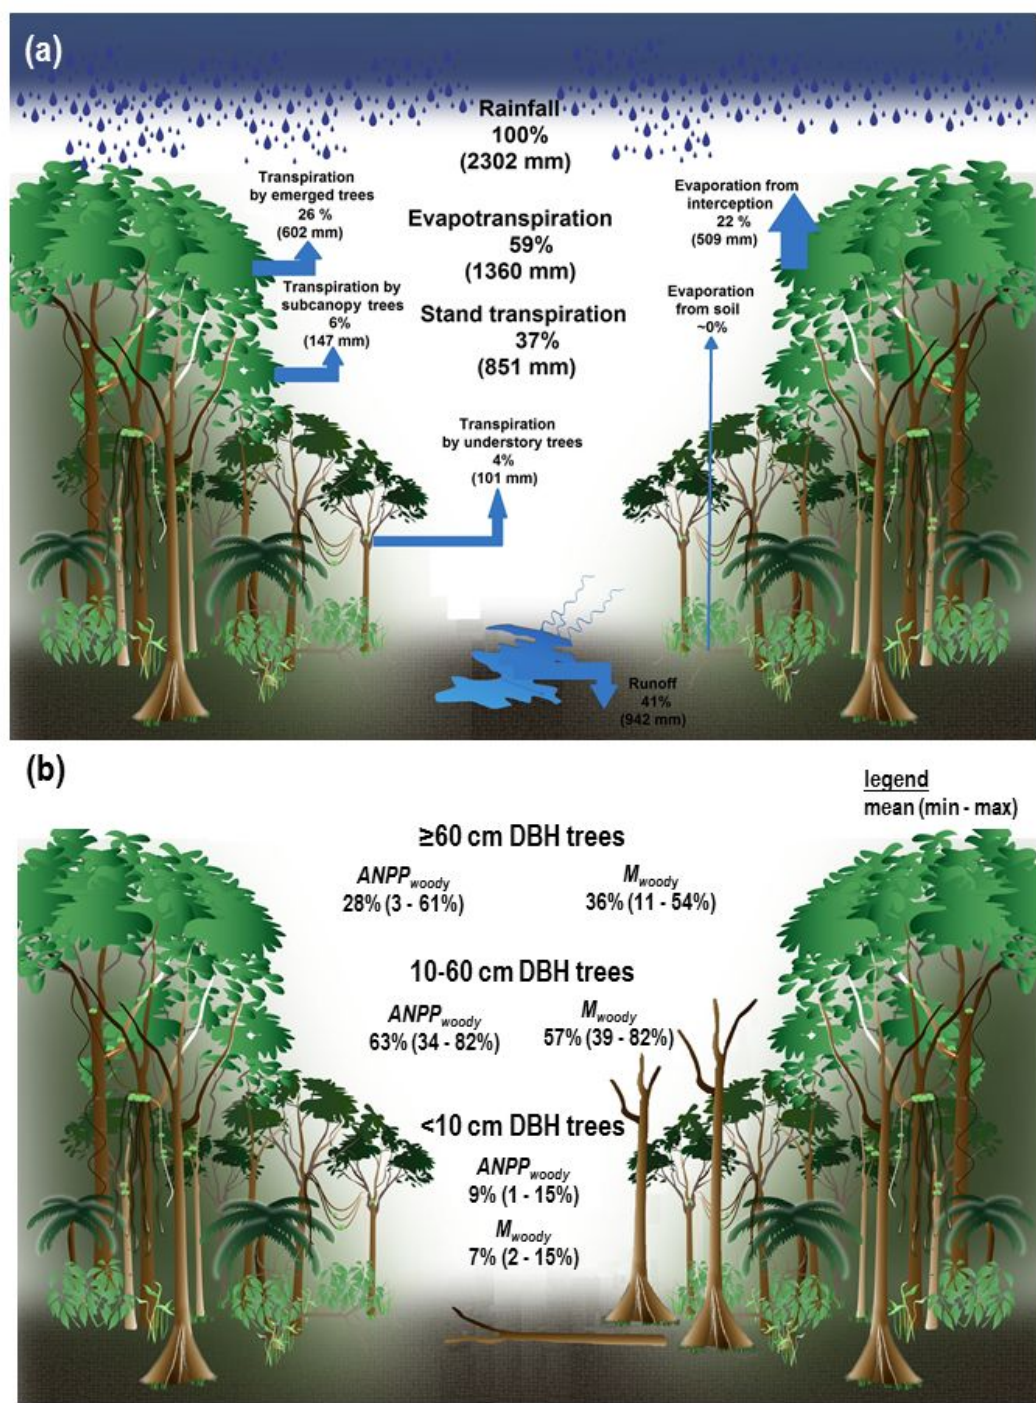 (a)
Rainfall
100%
(2302 mm)
Transpiration
by emerged trees
26 %
(602 mm)
Evapotranspiration
59%
(1360 mm)
Evaporation from
interception
22 %
(509 mm)
Transpiration by
subcanopy trees
6%
(147 mm)
Stand transpiration
37%
(851 mm)
Evaporation
from soil
~0%
Transpiration
by understory trees
4%
(101 mm)
Runoff
41%
(942 mm)
(b)
legend
mean (min - max)
≥60 cm DBH trees
ANPPwoody
28% (3 - 61%)
Mwoody
36% (11 - 54%)
10-60 cm DBH trees
ANPPwoody
63% (34 - 82%)
Mwoody
57% (39 - 82%)
<10 cm DBH trees
ANPPwoody
9% (1 - 15%)
Mwoody
7% (2 - 15%)